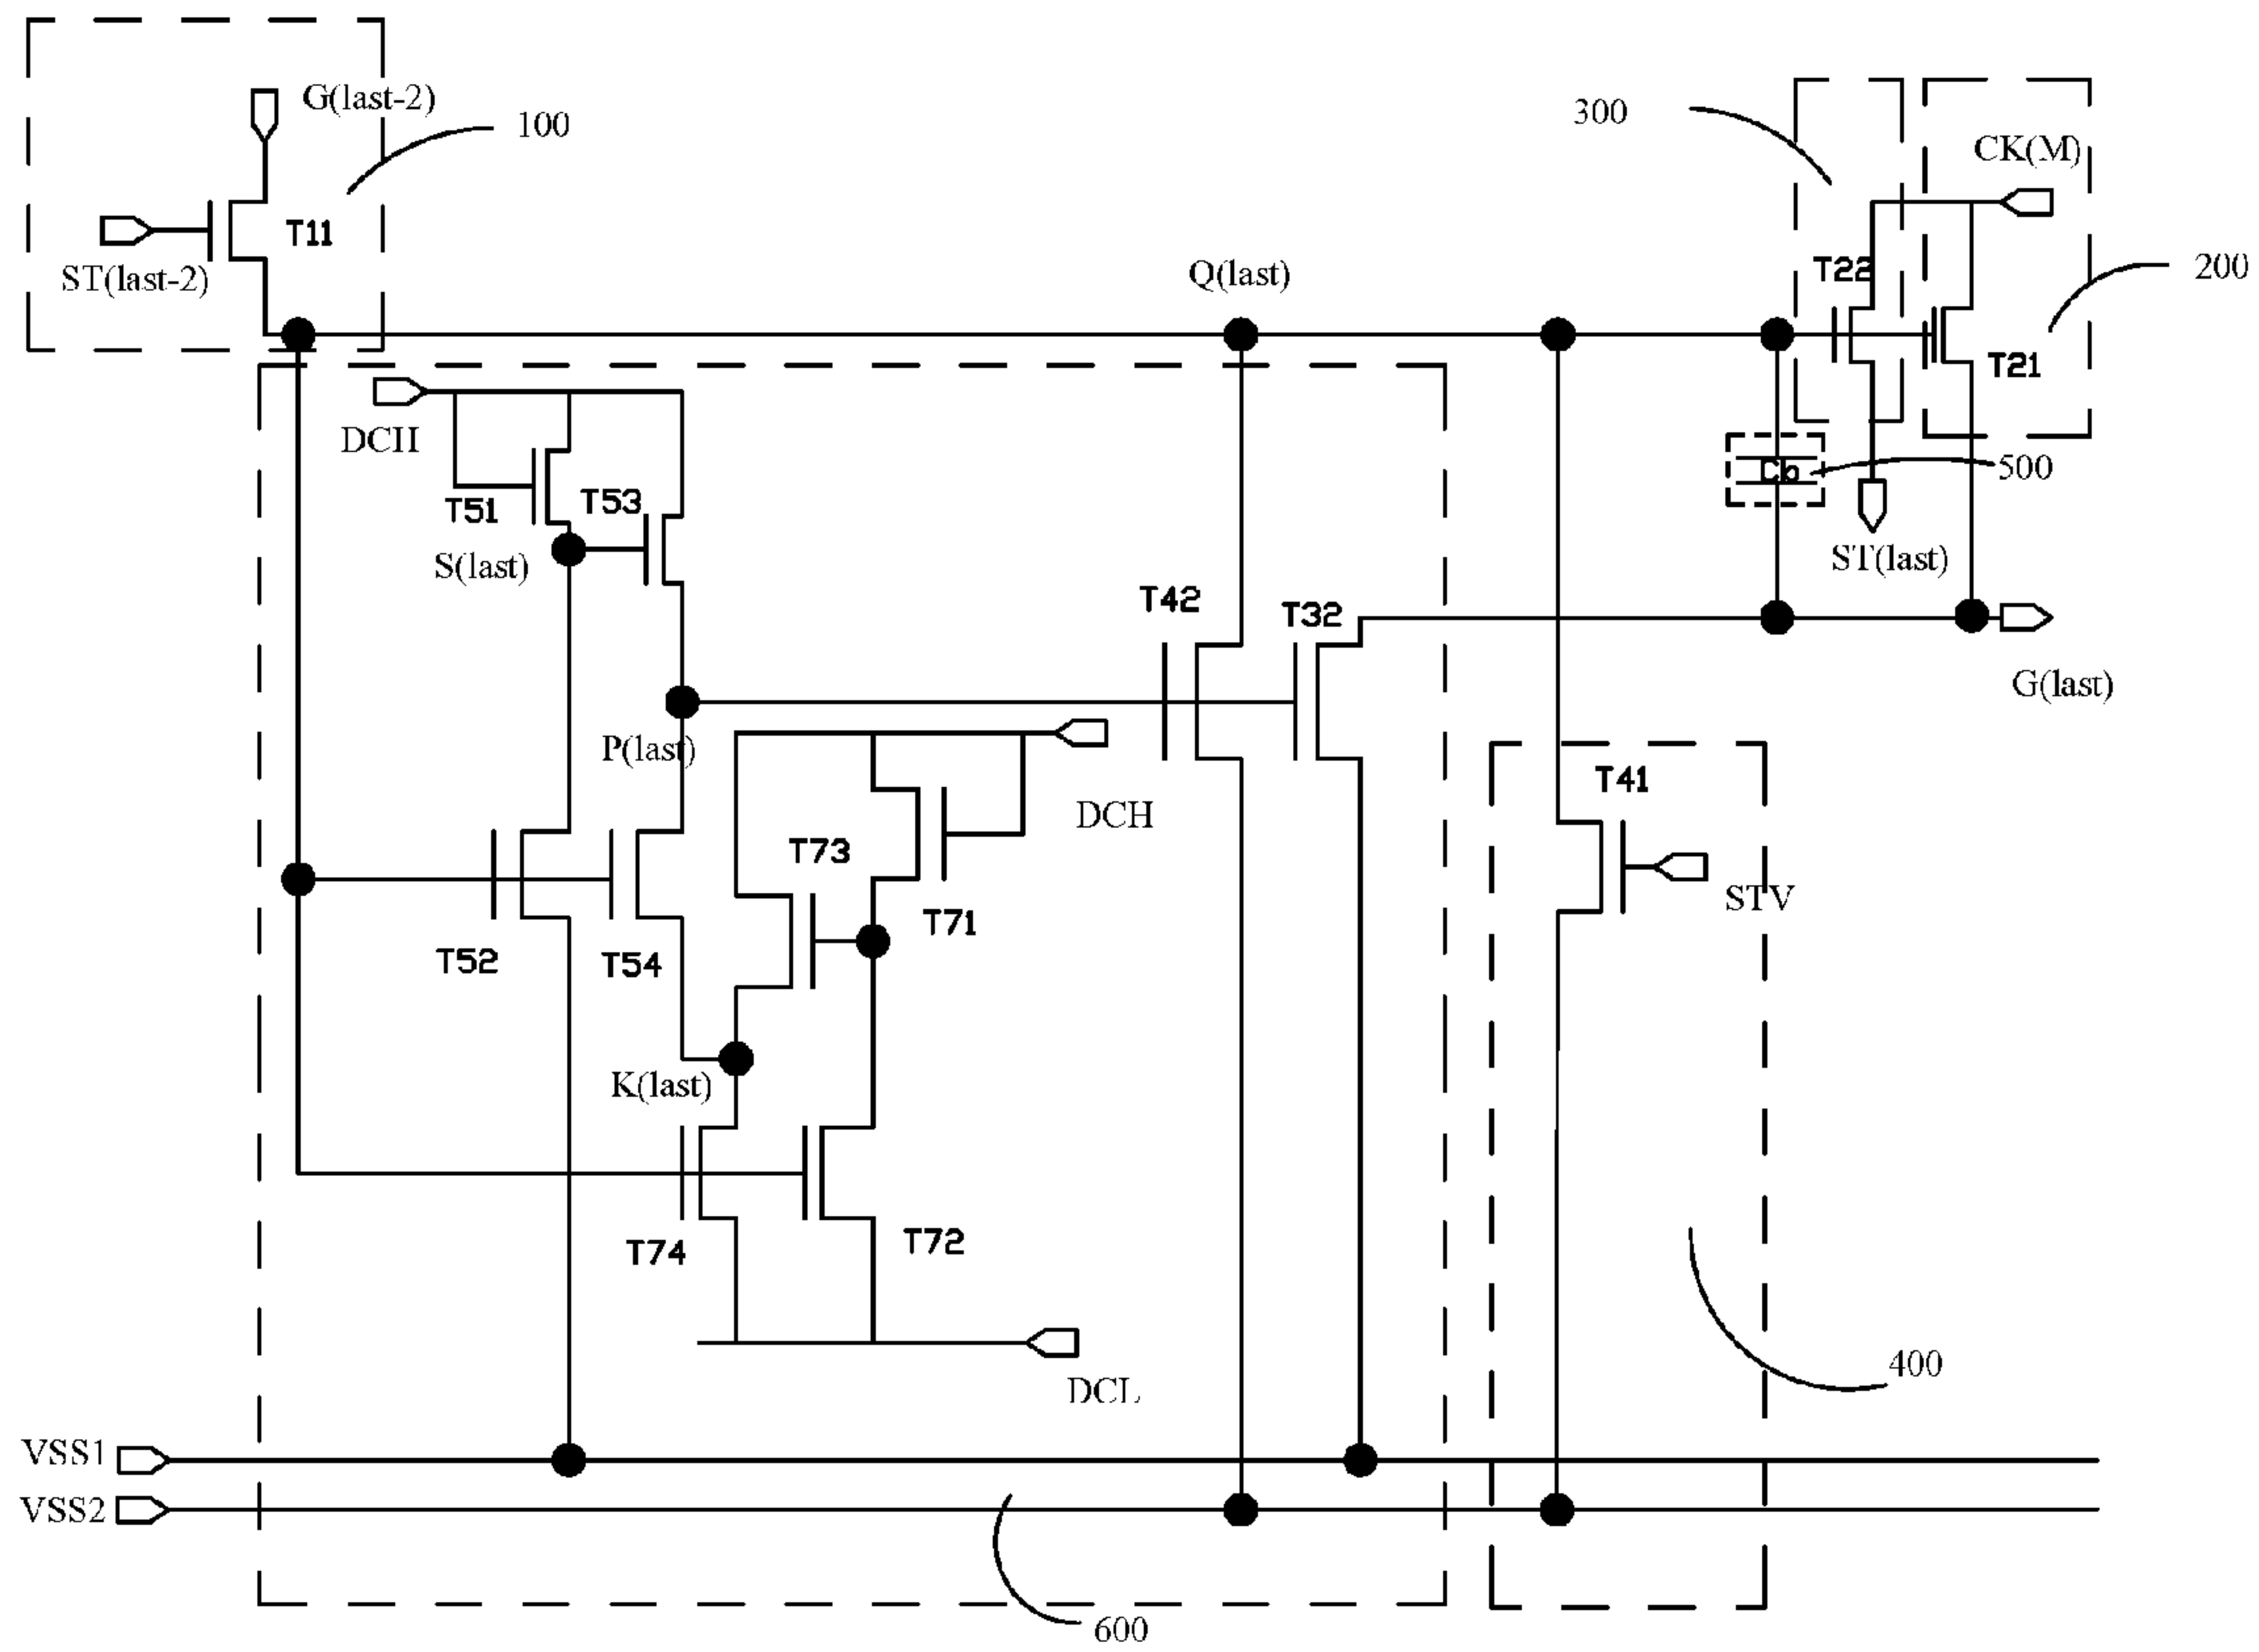 G(last-2)
100
300
CK(M)
T11
ST(last-2)
Q(last)
T22
200
T21
DCH
Cb
500
T51
T53
S(last)
ST(last)
T42
T32
G(last)
P(last)
T41
DCH
T73
STV
T71
T52
T54
K(last)
T74
T72
400
DCL
VSS1
VSS2
600